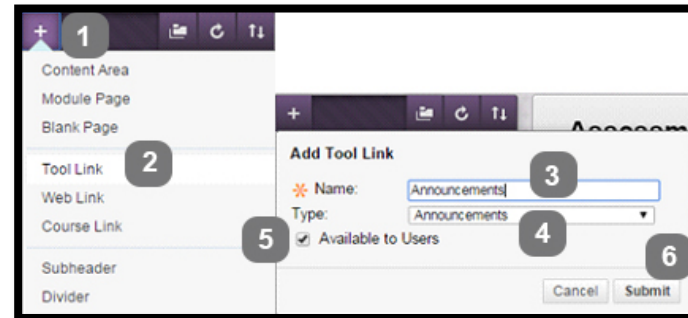 + 1
Content Area
Module Page
Blank Page
Tool Link 2
Web Link
Course Link
Subheader
Divider
+
Add Tool Link
Name: Announcements 3
Type: Announcements 4
5 Available to Users
6
Cancel Submit